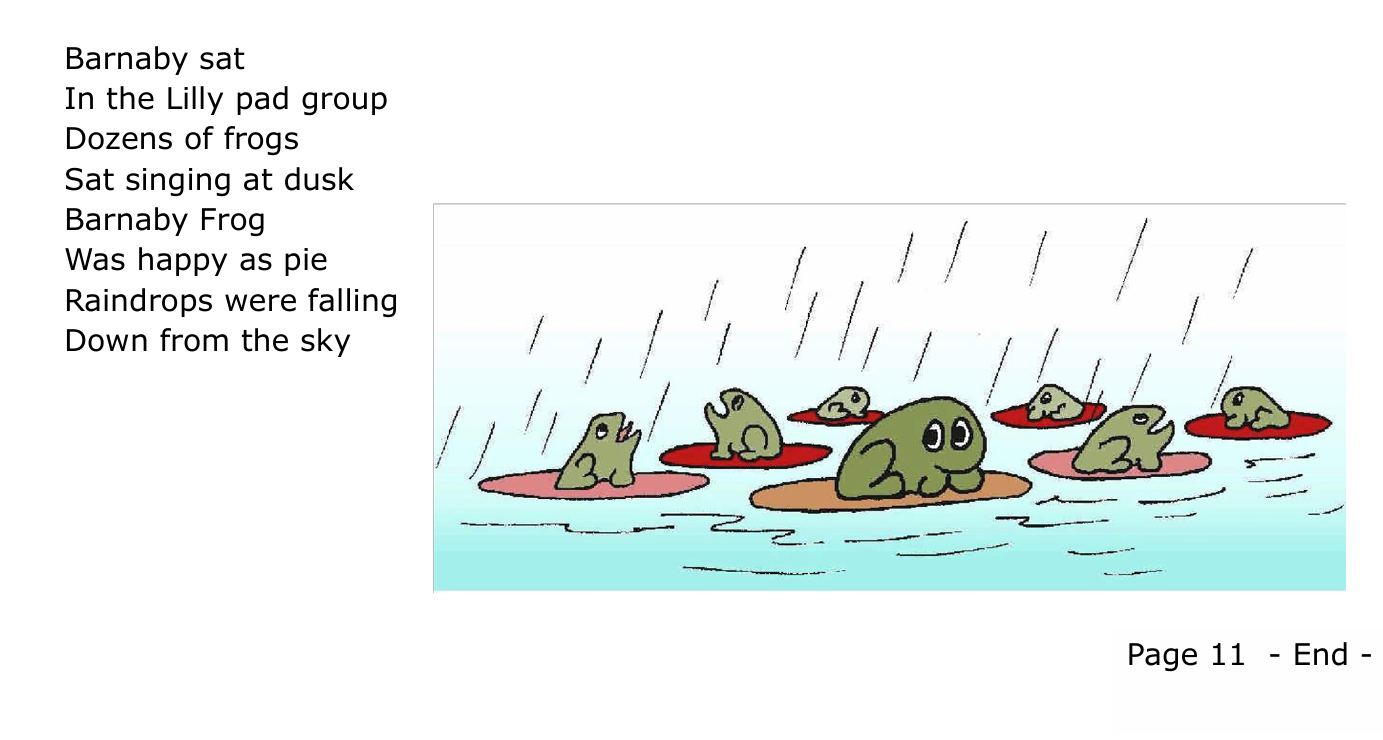 Barnaby sat
In the Lilly pad group
Dozens of frogs
Sat singing at dusk
Barnaby Frog
Was happy as pie
Raindrops were falling
Down from the sky
Page 11 - End -